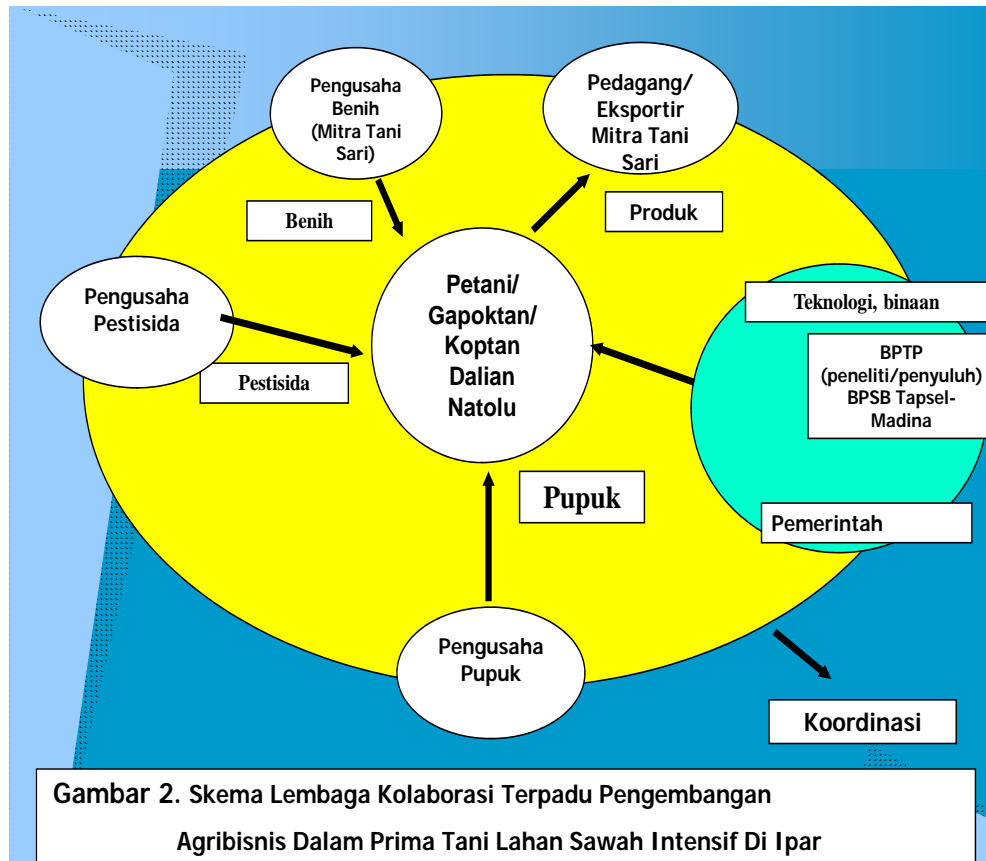 Pengusaha
Benih
(Mitra Tani
Sari)
Pedagang/
Eksportir
Mitra Tani
Sari
Benih
Produk
Pengusaha
Pestisida
Pestisida
Petani/
Gapoktan/
Koptan
Dalian
Natolu
Teknologi, binaan
BPTP
(peneliti/penyuluh)
BPSB Tapsel-
Madina
Pemerintah
Pupuk
Pengusaha
Pupuk
Koordinasi
Gambar 2. Skema Lembaga Kolaborasi Terpadu Pengembangan
Agribisnis Dalam Prima Tani Lahan Sawah Intensif Di Ipar